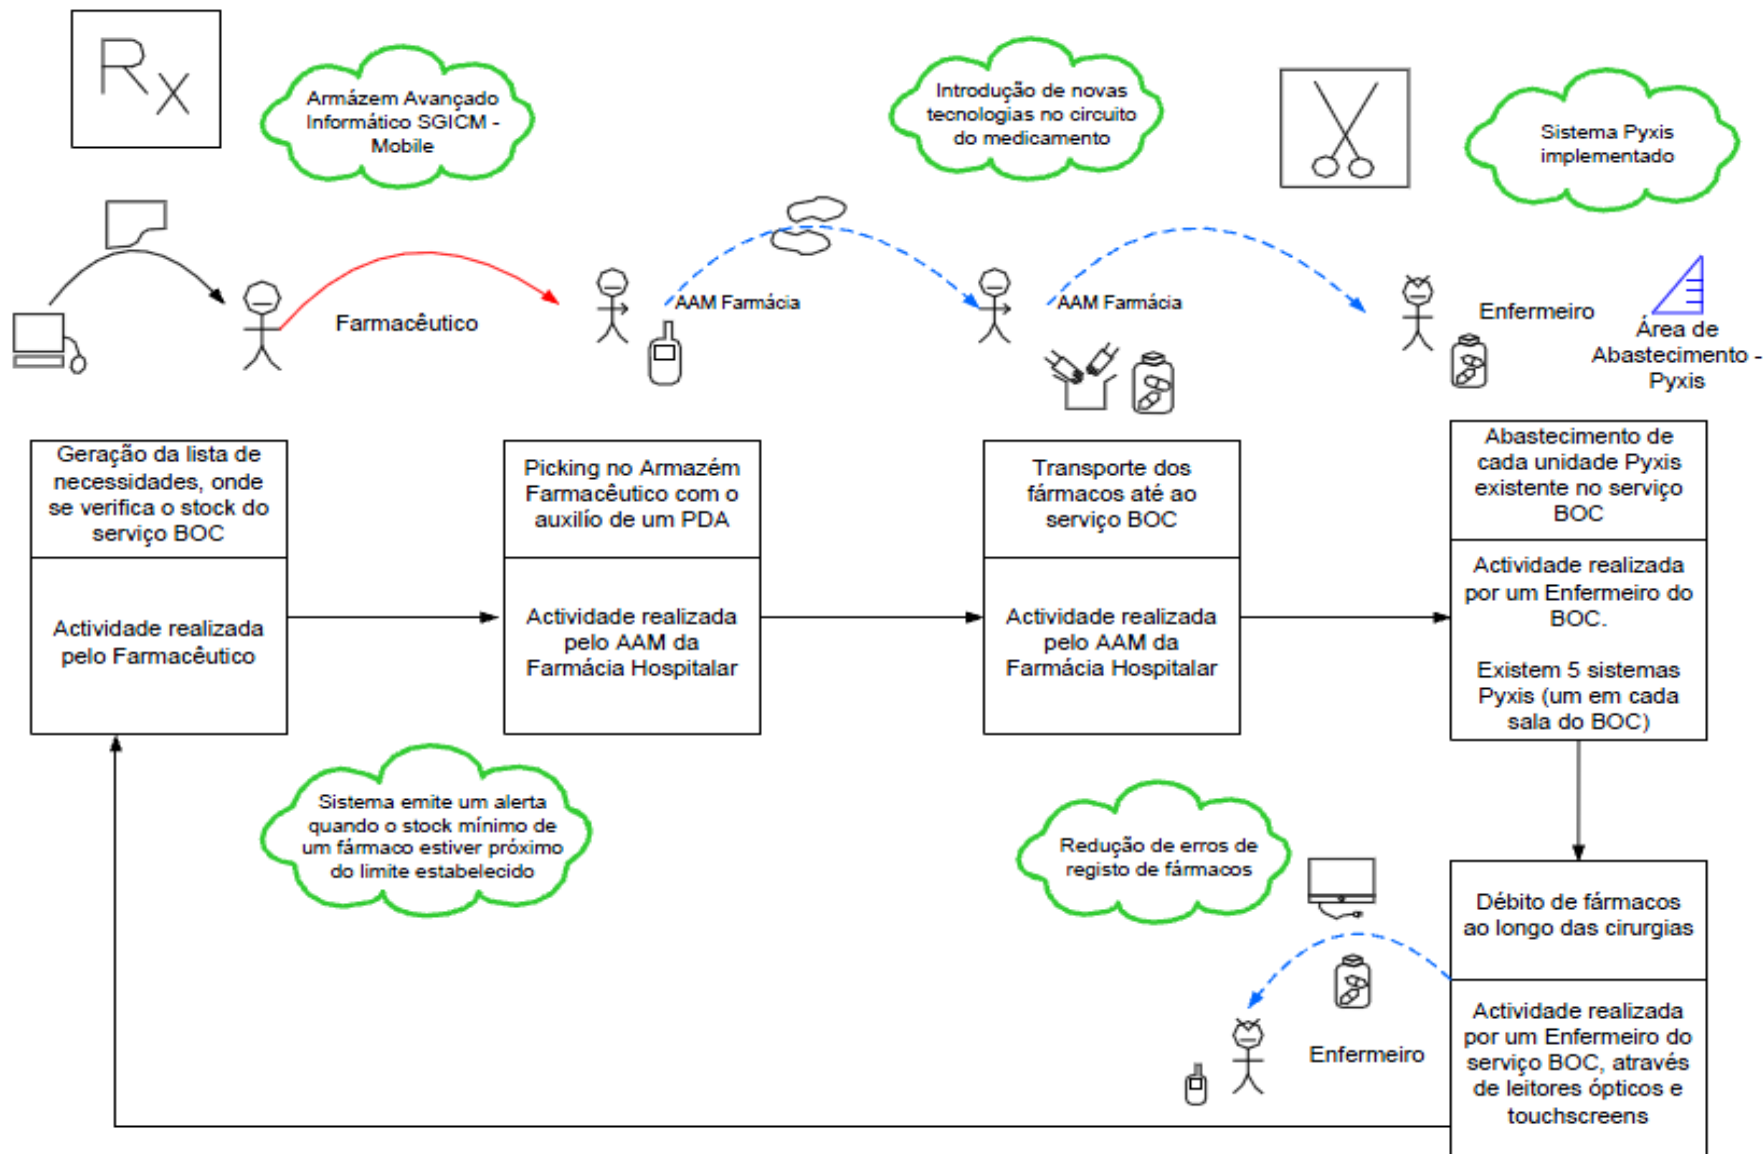 Rx
Armázem Avançado
Informático SGICM -
Mobile
Introdução de novas
tecnologias no circuito
do medicamento
Sistema Pyxis
implementado
Farmacêutico
AAM Farmácia
AAM Farmácia
Enfermeiro
Área de
Abastecimento -
Pyxis
Geração da lista de
necessidades, onde
se verifica o stock do
serviço BOC
Actividade realizada
pelo Farmacêutico
Picking no Armazém
Farmacêutico com o
auxilío de um PDA
Actividade realizada
pelo AAM da
Farmácia Hospitalar
Transporte dos
fármacos até ao
serviço BOC
Actividade realizada
pelo AAM da
Farmácia Hospitalar
Abastecimento de
cada unidade Pyxis
existente no serviço
BOC
Actividade realizada
por um Enfermeiro do
BOC.
Existem 5 sistemas
Pyxis (um em cada
sala do BOC)
Sistema emite um alerta
quando o stock mínimo de
um fármaco estiver próximo
do limite estabelecido
Redução de erros de
registo de fármacos
Enfermeiro
Débito de fármacos
ao longo das cirurgias
Actividade realizada
por um Enfermeiro do
serviço BOC, através
de leitores ópticos e
touchscreens